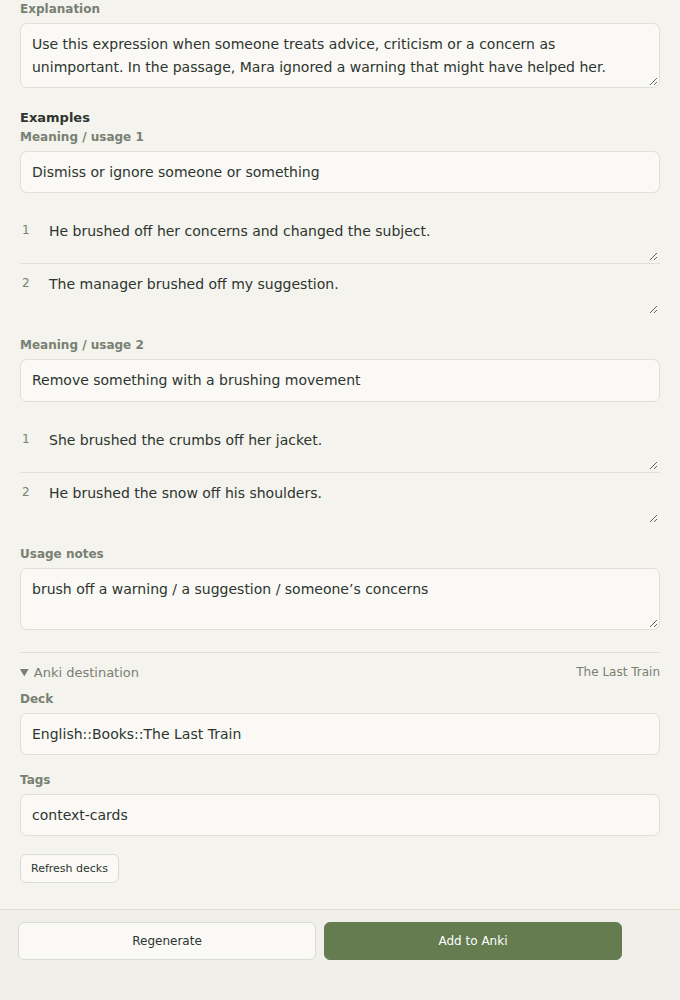 Explanation
Use this expression when someone treats advice, criticism or a concern as
unimportant. In the passage, Mara ignored a warning that might have helped her.
Examples
Meaning / usage 1
Dismiss or ignore someone or something
1 He brushed off her concerns and changed the subject.
2 The manager brushed off my suggestion.
Meaning / usage 2
Remove something with a brushing movement
1 She brushed the crumbs off her jacket.
2 He brushed the snow off his shoulders.
Usage notes
brush off a warning / a suggestion / someone’s concerns
▼ Anki destination The Last Train
Deck
English::Books::The Last Train
Tags
context-cards
Refresh decks
Regenerate Add to Anki